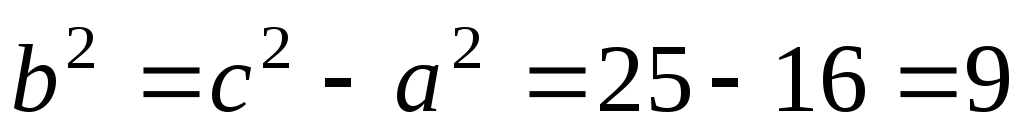 b² = c² - a² = 25 - 16 = 9